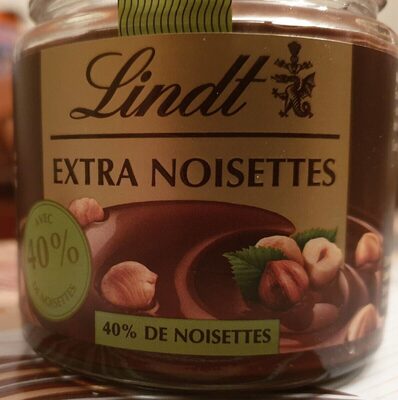 Lindt
EXTRA NOISETTES
AVEC
40%
DE NOISETTES
40% DE NOISETTES